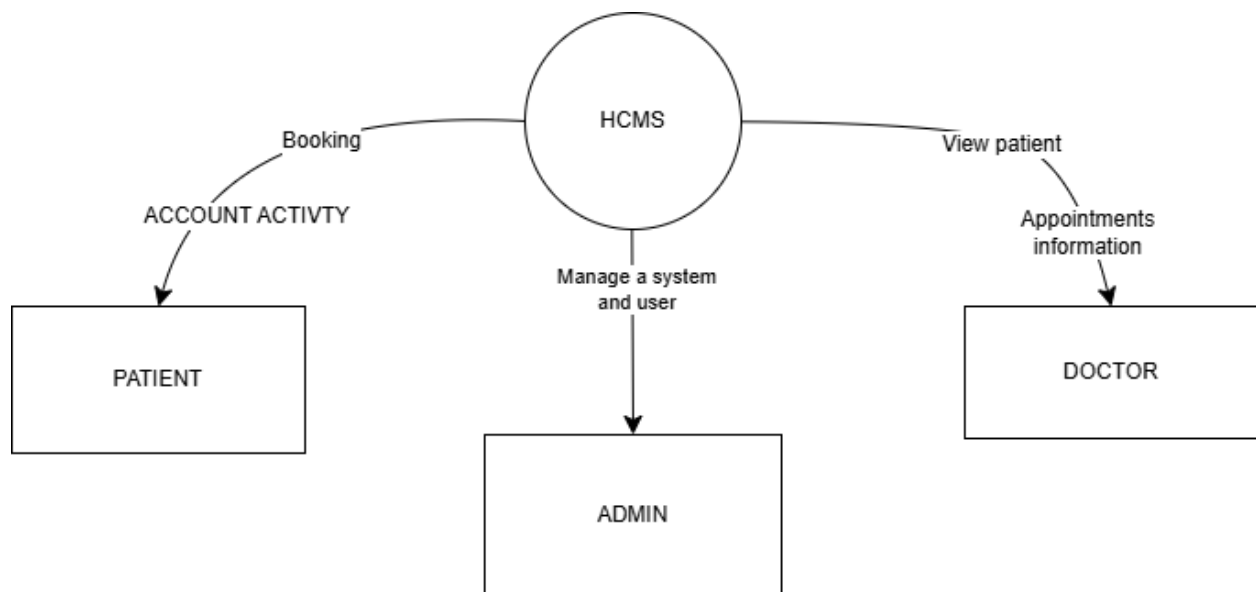 HCMS
Booking
View patient
ACCOUNT ACTIVTY
Appointments
information
Manage a system
and user
PATIENT
DOCTOR
ADMIN